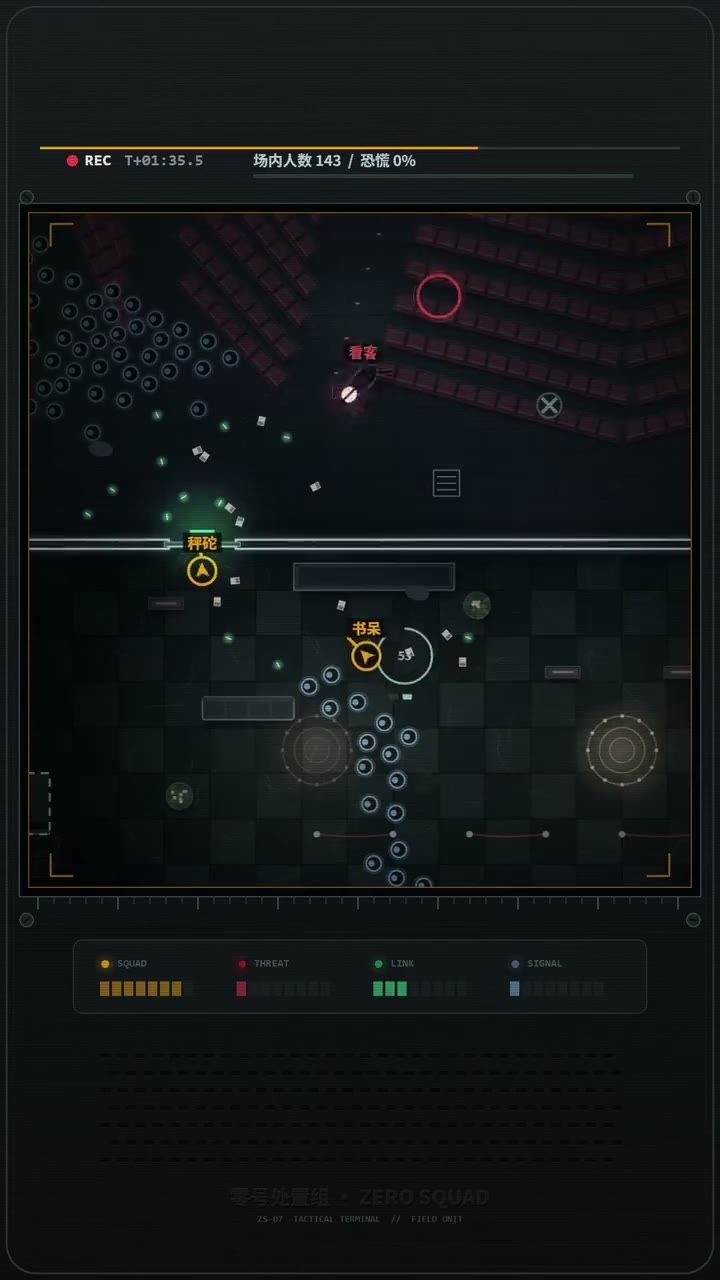 REC T+01:35.5 场内人数 143 / 恐慌 0%
看客
秤砣
书呆
SQUAD THREAT LINK SIGNAL
零号处置组 · ZERO SQUAD
ZS-07 TACTICAL TERMINAL // FIELD UNIT